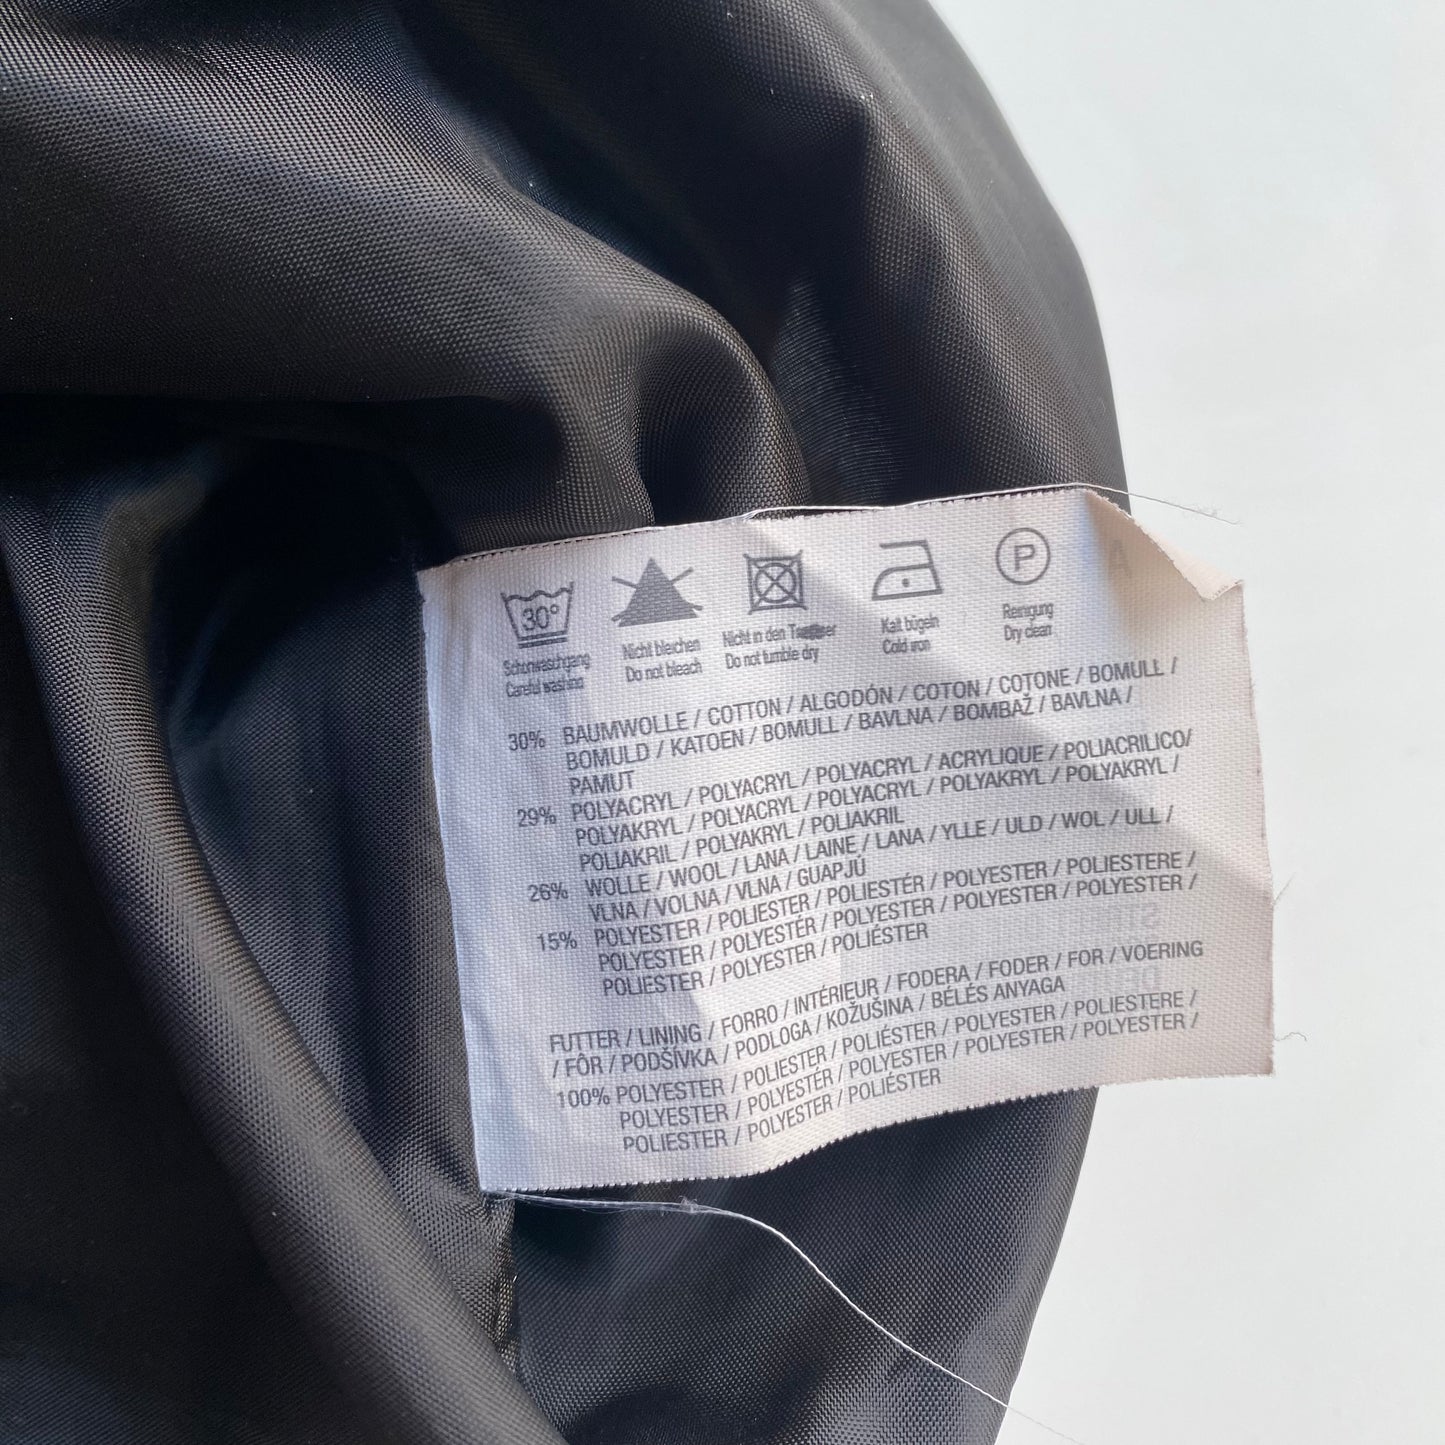 30°
P
Schonwaschgang
Careful washing
Nicht bleichen
Do not bleach
Nicht in den
Do not tumble dry
Kalt bügeln
Cold iron
Reinigung
Dry clean
30% BAUMWOLLE / COTTON / ALGODÓN / COTON / COTONE / BOMULL /
BOMULD / KATOEN / BOMULL / BAVLNA / BOMBAŽ / BAVLNA /
PAMUT
29% POLYACRYL / POLYACRYL / POLYACRYL / ACRYLIQUE / POLIACRILICO/
POLYAKRYL / POLYACRYL / POLYACRYL / POLYAKRYL / POLYAKRYL /
POLIAKRIL / POLYAKRYL / POLIAKRIL
26% WOLLE / WOOL / LANA / LAINE / LANA / YLLE / ULD / WOL / ULL /
VLNA / VOLNA / VLNA / GUAPJÚ
15% POLYESTER / POLIESTER / POLIESTÉR / POLYESTER / POLIESTERE /
POLYESTER / POLYESTÉR / POLYESTER / POLYESTER / POLYESTER /
POLIESTER / POLYESTER / POLIÉSTER
FUTTER / LINING / FORRO / INTÉRIEUR / FODERA / FODER / FOR / VOERING
/ FÔR / PODŠÍVKA / PODLOGA / KOŽUŠINA / BÉLÉS ANYAGA
100% POLYESTER / POLIESTER / POLIÉSTER / POLYESTER / POLIESTERE /
POLYESTER / POLYESTÉR / POLYESTER / POLYESTER / POLYESTER /
POLIESTER / POLYESTER / POLIÉSTER